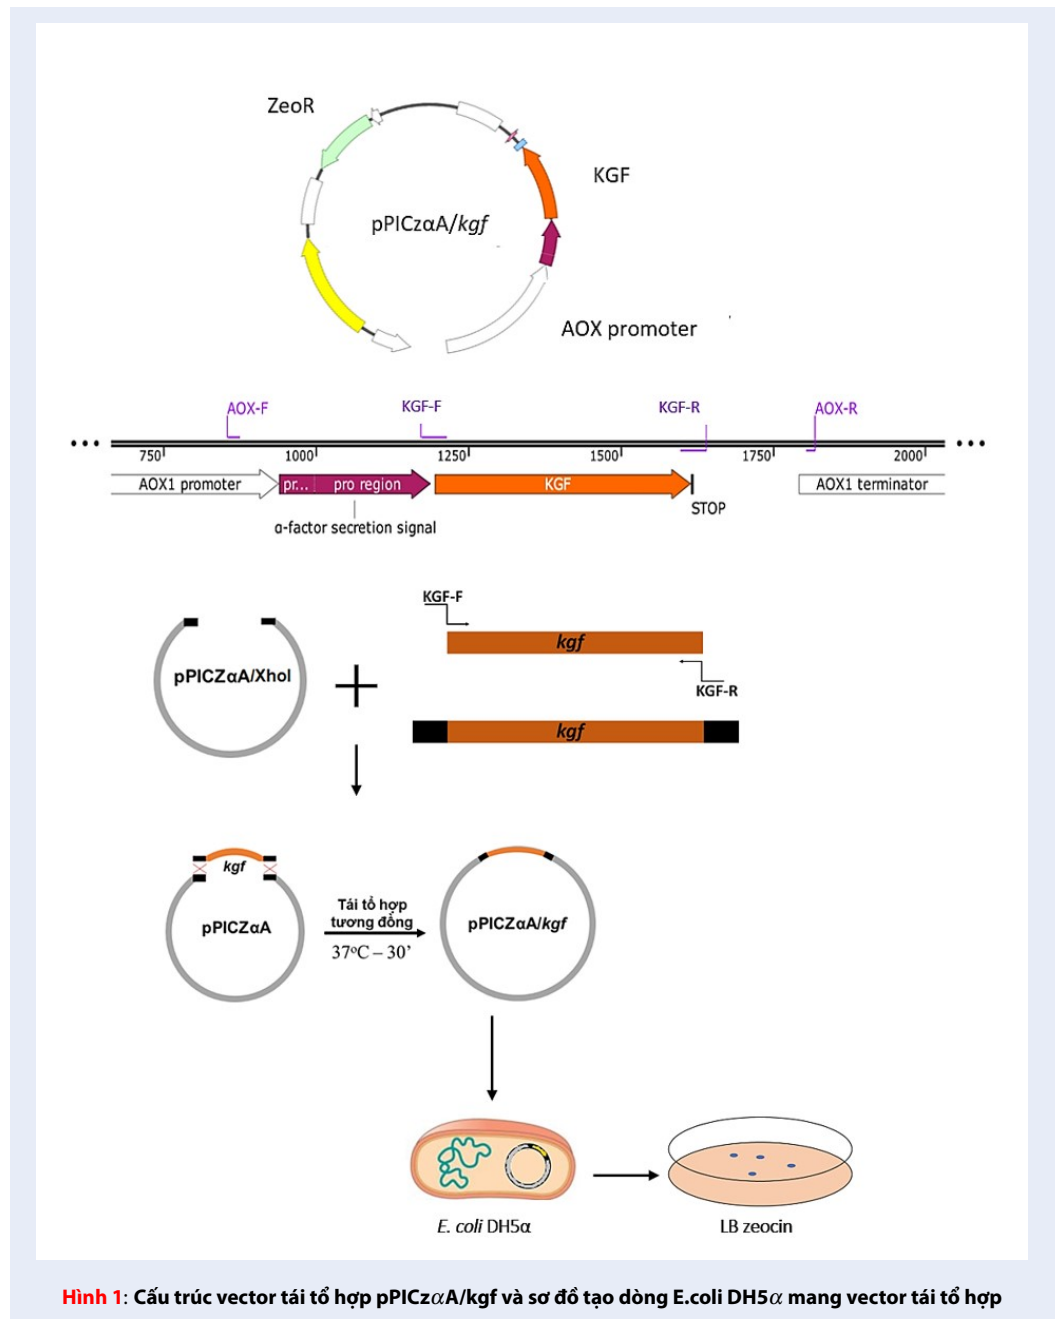 ZeoR
KGF
pPICzαA/kgf
AOX promoter
AOX-F
KGF-F
KGF-R
AOX-R
750
1000
1250
1500
1750
2000
AOX1 promoter
pr...
pro region
KGF
AOX1 terminator
STOP
α-factor secretion signal
KGF-F
kgf
pPICZαA/XhoI
+
KGF-R
kgf
kgf
pPICZαA
Tái tổ hợp
tương đồng
37ºC – 30’
pPICZαA/kgf
E. coli DH5α
LB zeocin
Hình 1: Cấu trúc vector tái tổ hợp pPICzαA/kgf và sơ đồ tạo dòng E.coli DH5α mang vector tái tổ hợp